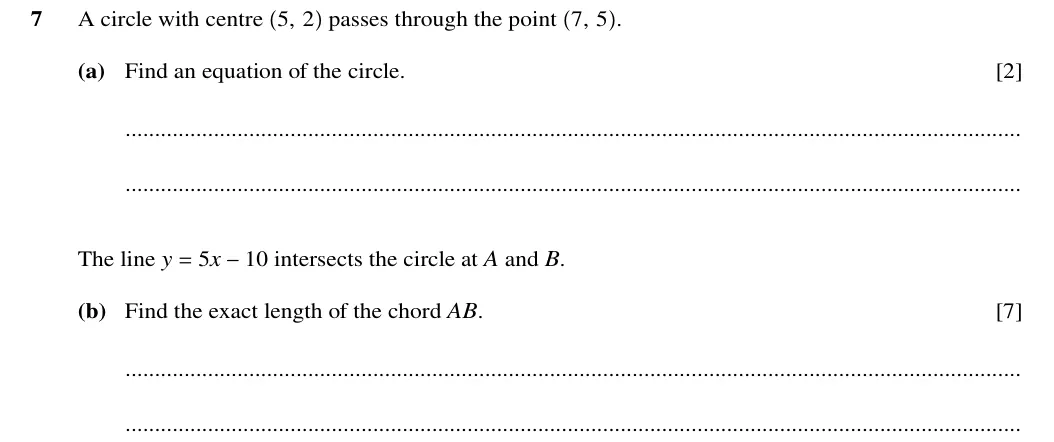 7 A circle with centre (5, 2) passes through the point (7, 5).
(a) Find an equation of the circle. [2]
The line y = 5x – 10 intersects the circle at A and B.
(b) Find the exact length of the chord AB. [7]